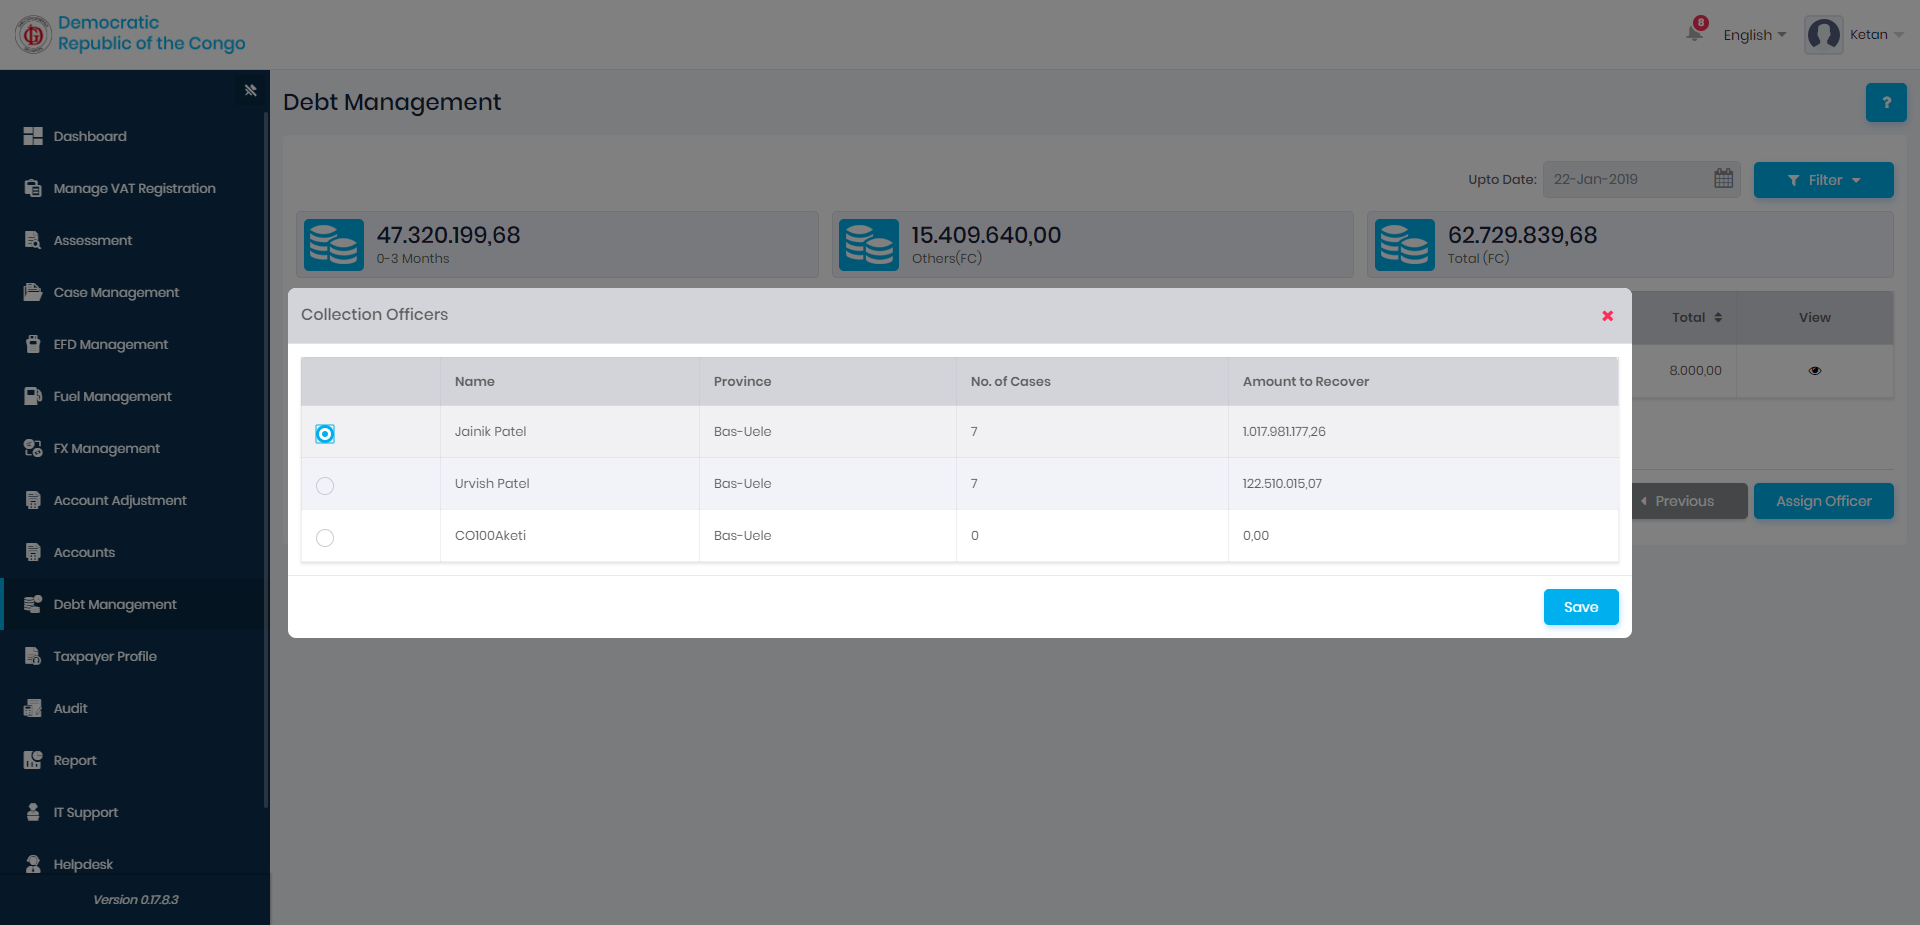 Democratic
Republic of the Congo
8
English
Ketan
Debt Management
?
Dashboard
Manage VAT Registration
Assessment
Case Management
EFD Management
Fuel Management
FX Management
Account Adjustment
Accounts
Debt Management
Taxpayer Profile
Audit
Report
IT Support
Helpdesk
Version 0.17.8.3
Upto Date: 22-Jan-2019 Filter
47.320.199,68
0-3 Months
15.409.640,00
Others(FC)
62.729.839,68
Total (FC)
Total View
8.000,00
Previous Assign Officer
Collection Officers
Name Province No. of Cases Amount to Recover
Jainik Patel Bas-Uele 7 1.017.981.177,26
Urvish Patel Bas-Uele 7 122.510.015,07
CO100Aketi Bas-Uele 0 0,00
Save